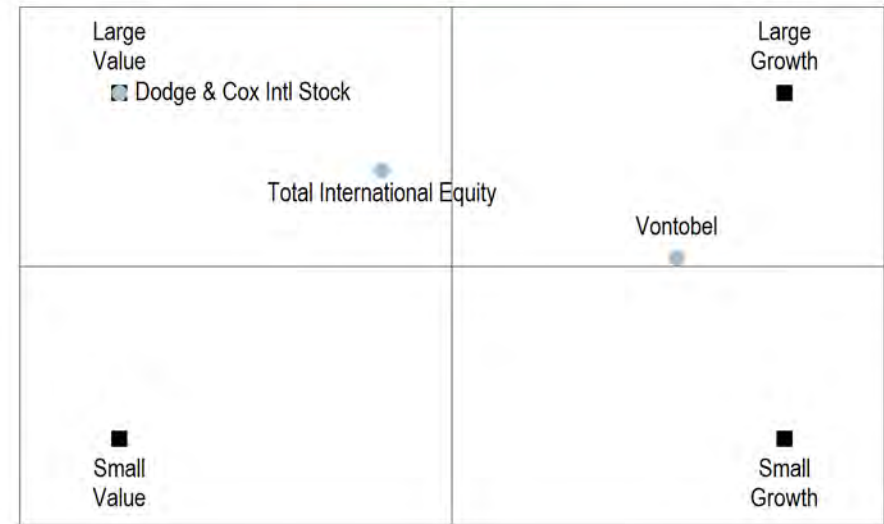 Large
Value
Large
Growth
Dodge & Cox Intl Stock
Total International Equity
Vontobel
Small
Value
Small
Growth